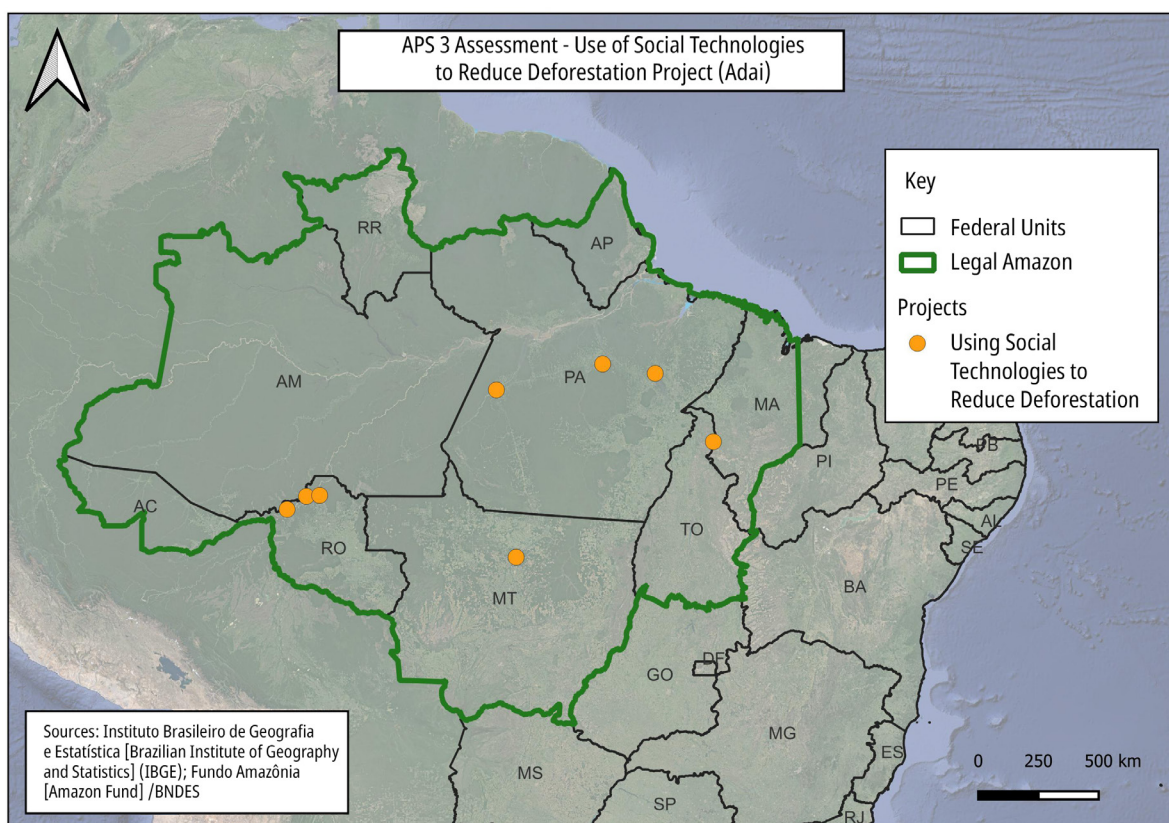 APS 3 Assessment - Use of Social Technologies
to Reduce Deforestation Project (Adai)
Key
Federal Units
Legal Amazon
Projects
Using Social
Technologies to
Reduce Deforestation
RR
AP
AM
PA
MA
PB
PI
PE
AC
AL
TO
SE
RO
BA
MT
DF
GO
MG
ES
MS
SP
RJ
Sources: Instituto Brasileiro de Geografia
e Estatística [Brazilian Institute of Geography
and Statistics] (IBGE); Fundo Amazônia
[Amazon Fund] /BNDES
0 250 500 km